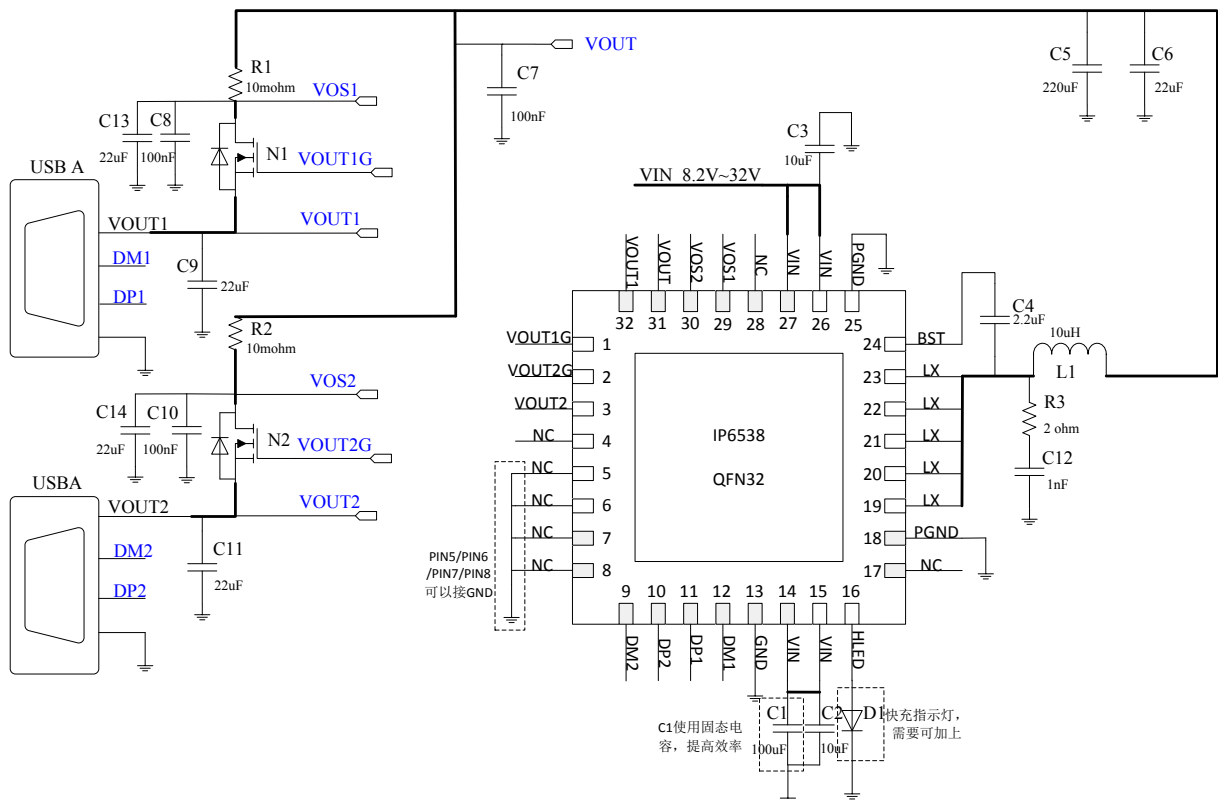 VOUT
R1
10mohm
VOS1
C13
22uF
C8
100nF
N1
VOUT1G
USB A
VOUT1
VOUT1
DM1
DP1
C9
22uF
C7
100nF
C5
220uF
C6
22uF
C3
10uF
VIN 8.2V~32V
R2
10mohm
VOS2
C14
22uF
C10
100nF
N2
VOUT2G
USBA
VOUT2
VOUT2
DM2
DP2
C11
22uF
VOUT1
VOUT
VOS2
VOS1
NC
VIN
VIN
PGND
32
31
30
29
28
27
26
25
VOUT1G
1
VOUT2G
2
VOUT2
3
NC
4
NC
5
NC
6
NC
7
NC
8
PIN5/PIN6
/PIN7/PIN8
可以接GND
IP6538
QFN32
24
BST
23
LX
22
LX
21
LX
20
LX
19
LX
18
PGND
17
NC
C4
2.2uF
10uH
L1
R3
2 ohm
C12
1nF
9
10
11
12
13
14
15
16
DM2
DP2
DP1
DM1
GND
VIN
VIN
HLED
C1使用固态电
容，提高效率
C1
100uF
C2
10uF
D1
快充指示灯，
需要可加上